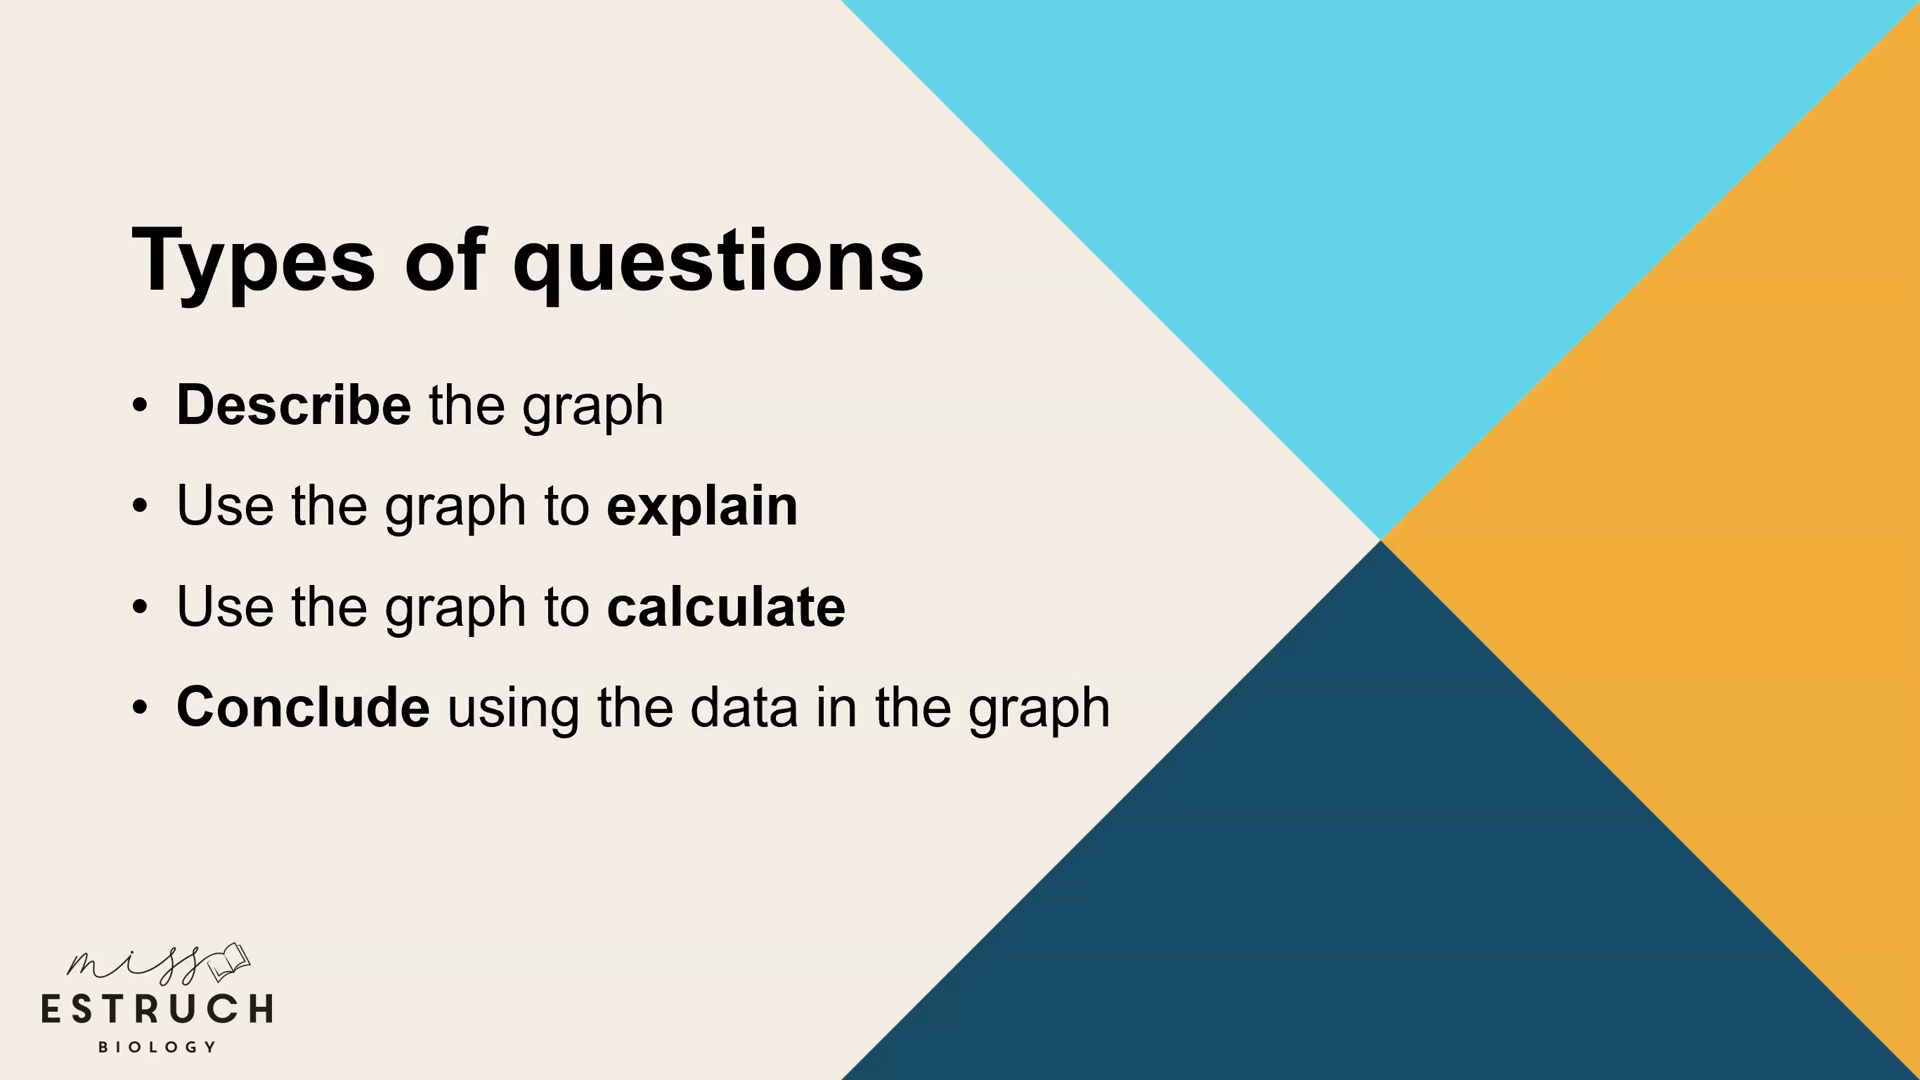 Types of questions
• Describe the graph
• Use the graph to explain
• Use the graph to calculate
• Conclude using the data in the graph
miss
ESTRUCH
BIOLOGY